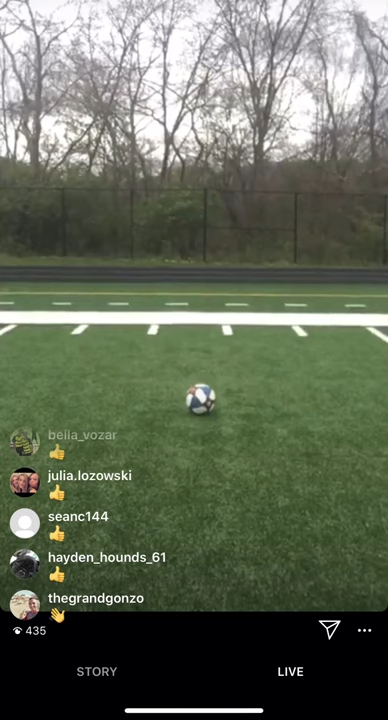 bella_vozar
👍
julia.lozowski
👍
seanc144
👍
hayden_hounds_61
👍
thegrandgonzo
👋
435
STORY
LIVE